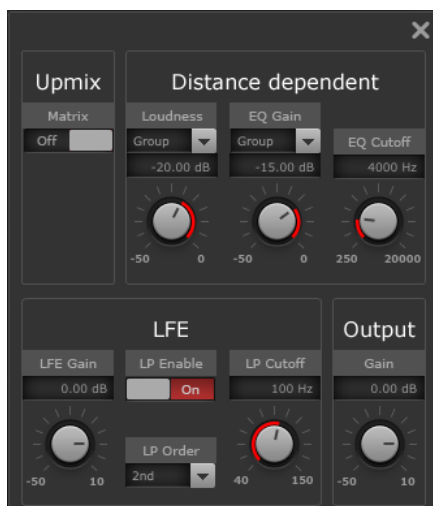 Upmix
Distance dependent
Matrix
Loudness
EQ Gain
Off
Group
Group
EQ Cutoff
-20.00 dB
-15.00 dB
4000 Hz
-50 0
-50 0
250 20000
LFE
Output
LFE Gain
LP Enable
LP Cutoff
Gain
0.00 dB
On
100 Hz
0.00 dB
LP Order
2nd
-50 10
40 150
-50 10